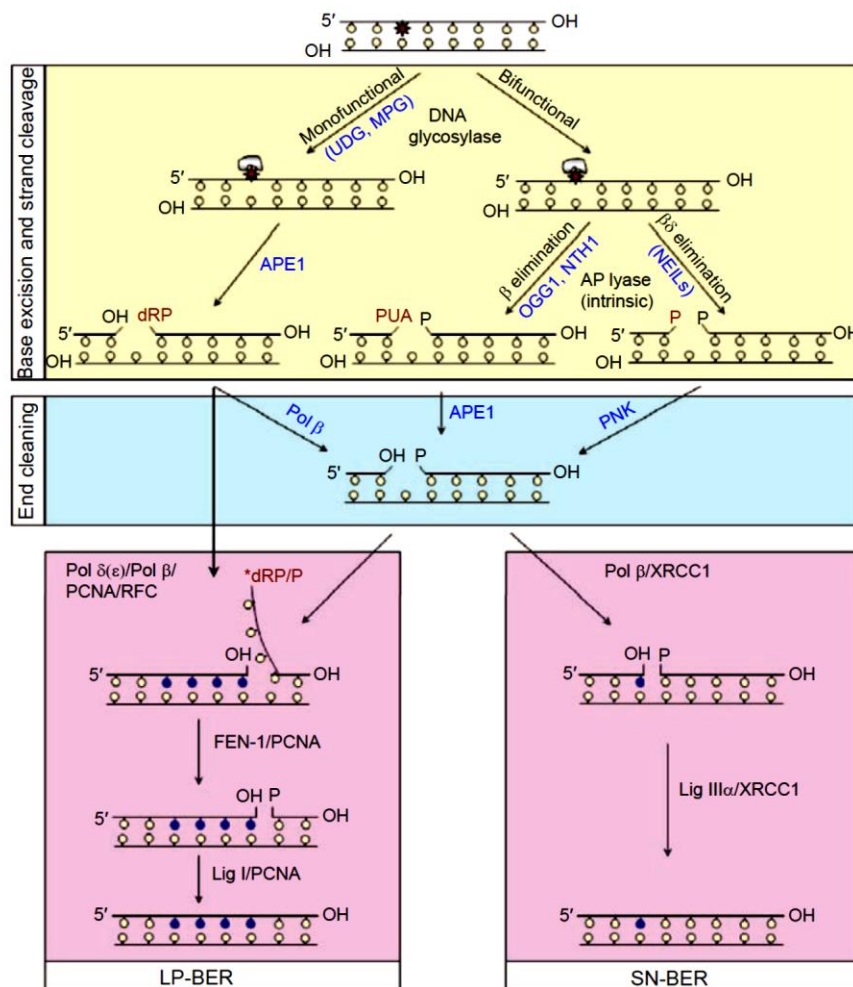 5′
OH
OH
Base excision and strand cleavage
Monofunctional
(UDG, MPG)
DNA
glycosylase
Bifunctional
5′
OH
OH
5′
OH
OH
APE1
β elimination
OGG1, NTH1
AP lyase
(intrinsic)
βδ elimination
(NEILs)
OH dRP
5′
OH
OH
PUA P
5′
OH
OH
P P
5′
OH
OH
End cleaning
Pol β
APE1
PNK
OH P
5′
OH
Pol δ(ε)/Pol β/
PCNA/RFC
*dRP/P
OH
5′
OH
FEN-1/PCNA
OH P
5′
OH
Lig I/PCNA
5′
OH
LP-BER
Pol β/XRCC1
OH P
5′
OH
Lig IIIα/XRCC1
5′
OH
SN-BER